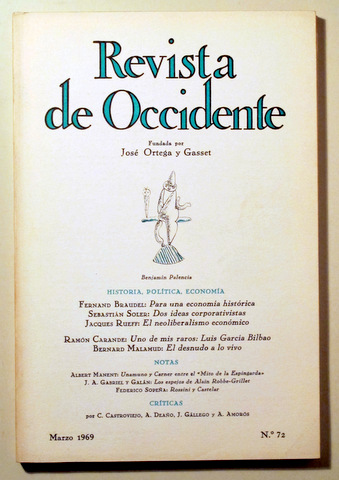 Revista
de Occidente
Fundada por
José Ortega y Gasset
Benjamín Palencia
HISTORIA, POLÍTICA, ECONOMÍA
FERNAND BRAUDEL: Para una economía histórica
SEBASTIÁN SOLER: Dos ideas corporativistas
JACQUES RUEFF: El neoliberalismo económico
RAMÓN CARANDE: Uno de mis raros: Luis García Bilbao
BERNARD MALAMUD: El desnudo a lo vivo
NOTAS
ALBERT MANENT: Unamuno y Carner entre el "Mito de la Espingarda»
J. A. GABRIEL Y GALÁN: Los espejos de Alain Robbe-Grillet
FEDERICO SOPEÑA: Rossini y Castelar
CRÍTICAS
por C. CASTROVIEJO, A. DEAÑO, J. GÁLLEGO Y A. AMORÓS
Marzo 1969 N.º 72